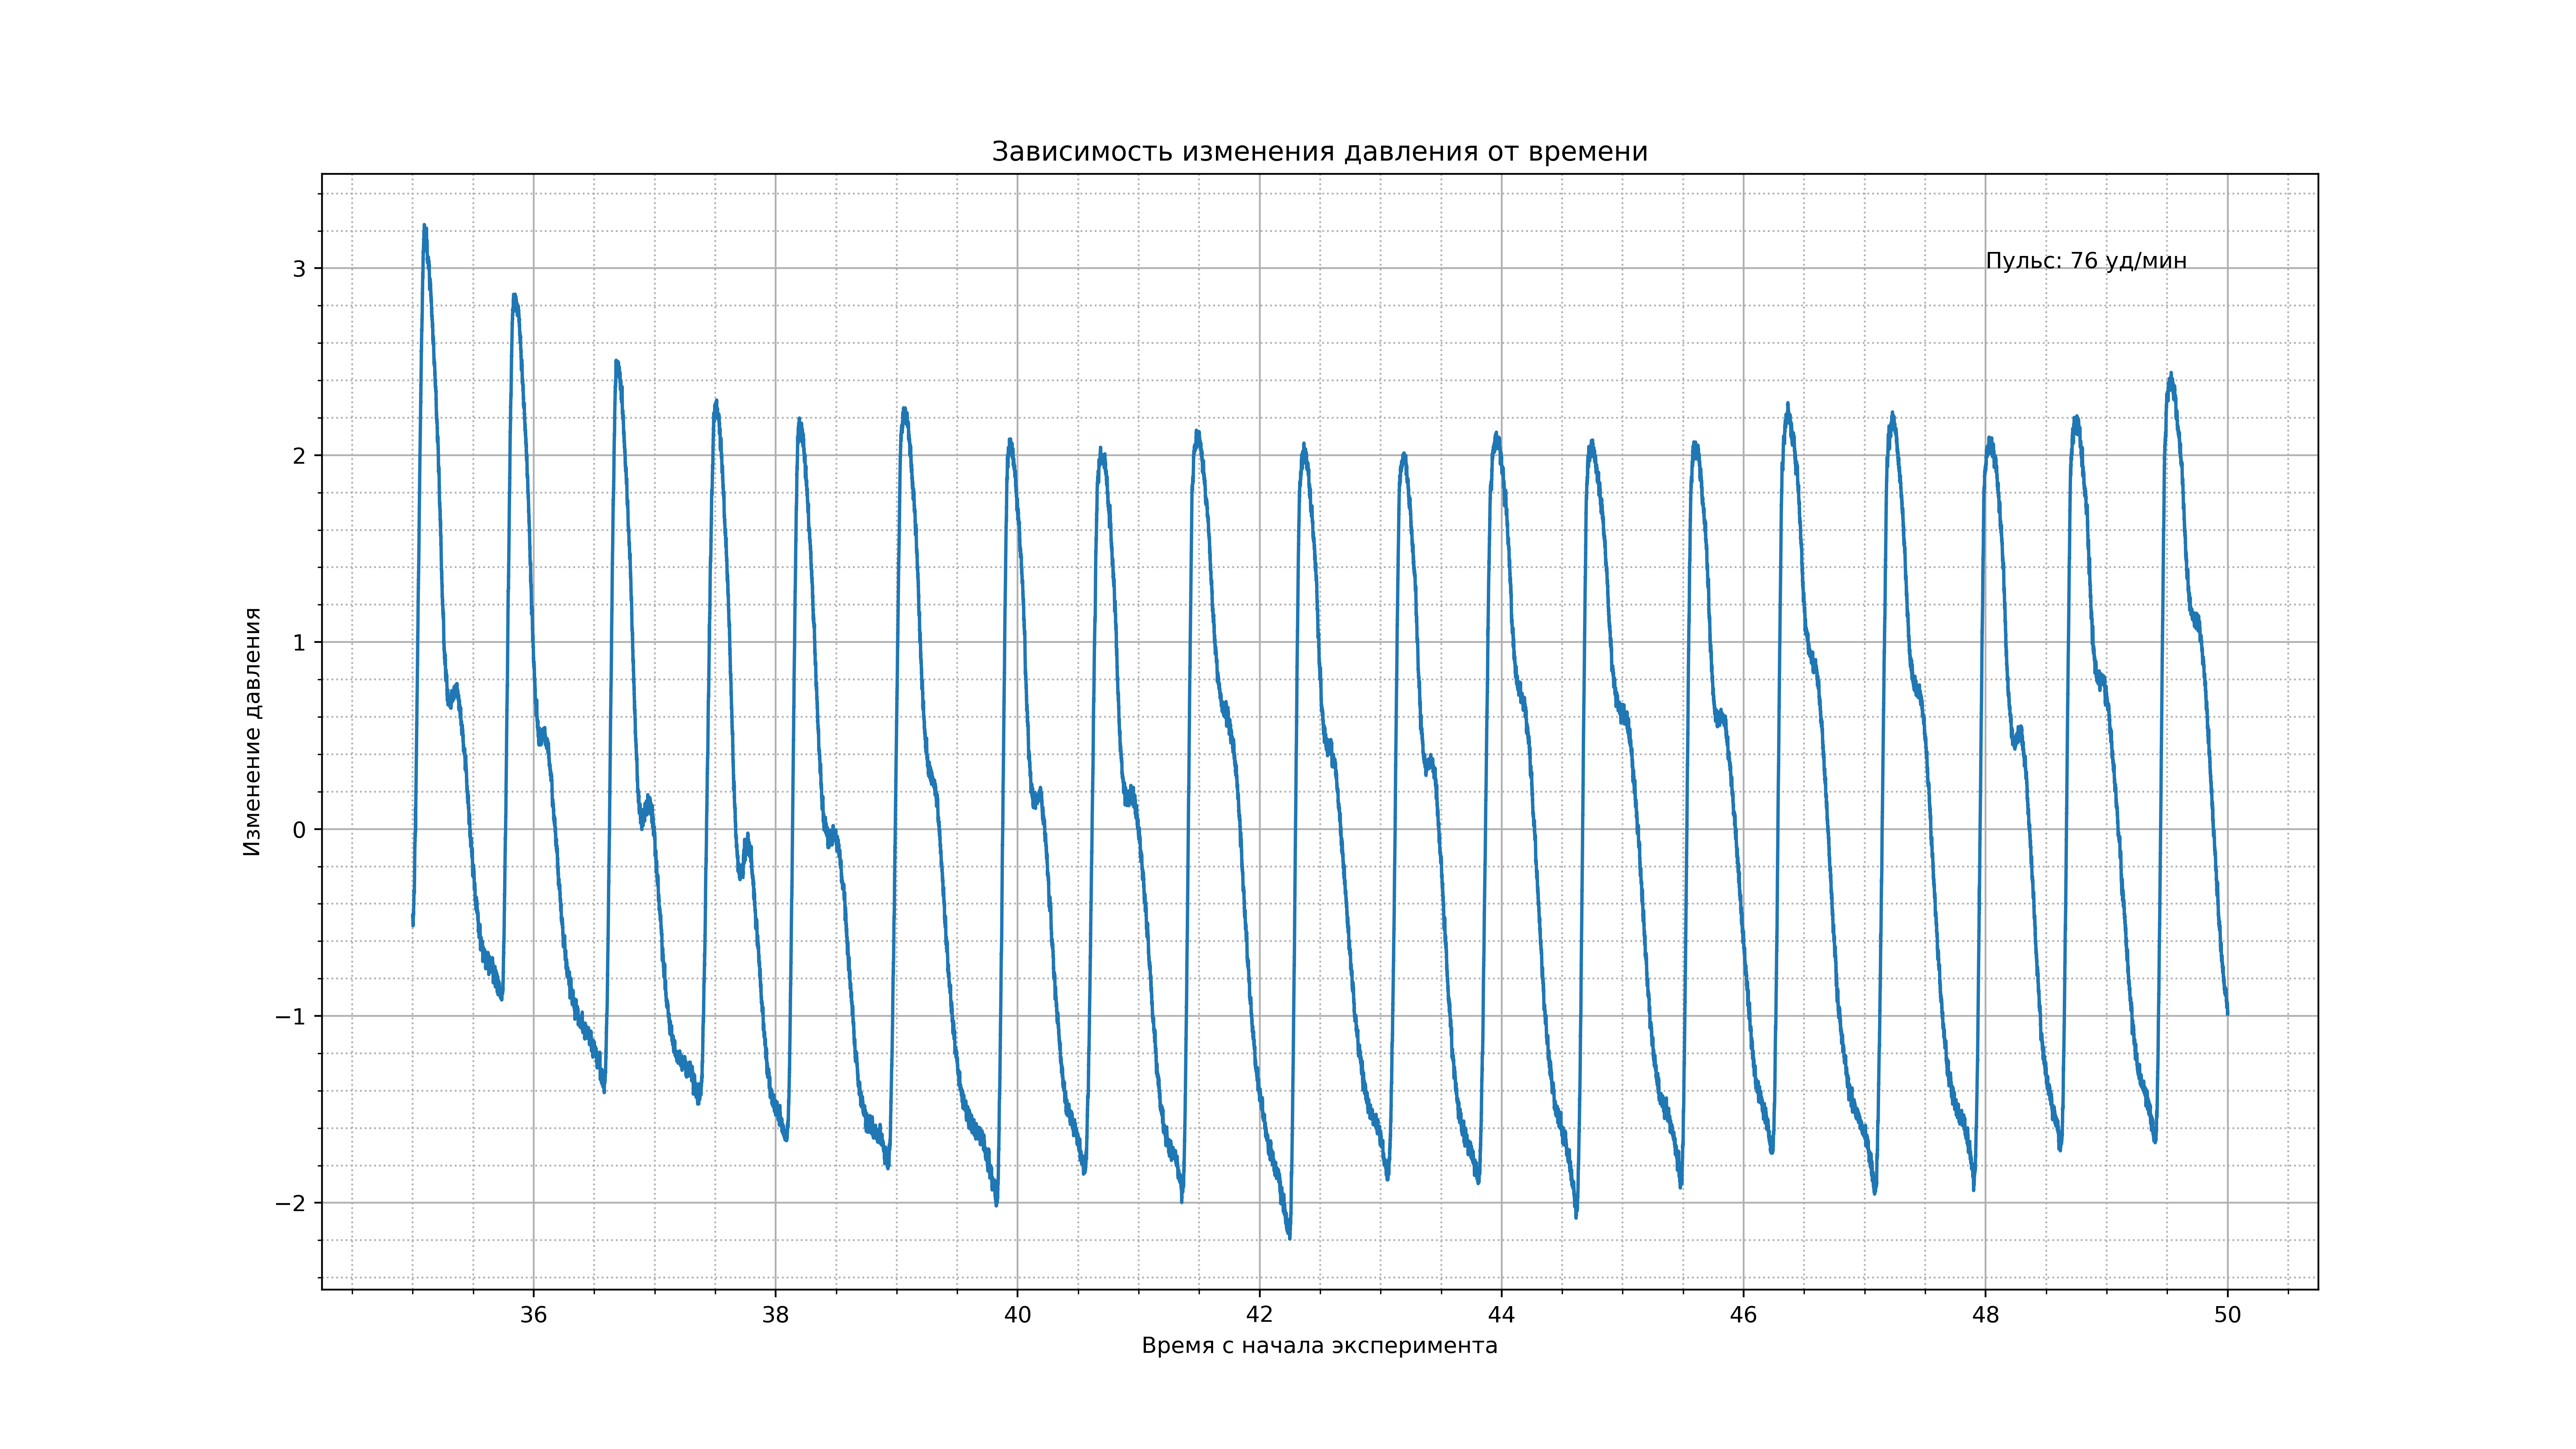 Зависимость изменения давления от времени
Пульс: 76 уд/мин
3
2
1
0
−1
−2
Изменение давления
36 38 40 42 44 46 48 50
Время с начала эксперимента